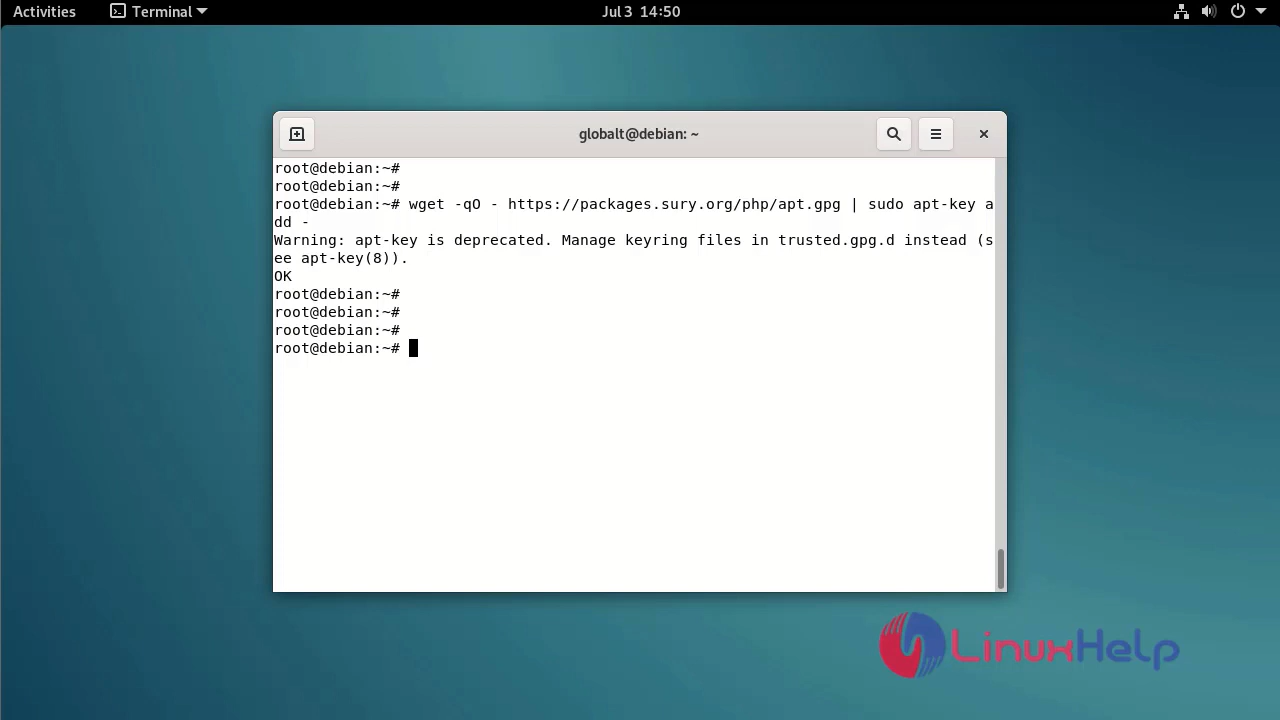 Activities Terminal Jul 3 14:50
globalt@debian: ~
root@debian:~#
root@debian:~#
root@debian:~# wget -qO - https://packages.sury.org/php/apt.gpg | sudo apt-key a
dd -
Warning: apt-key is deprecated. Manage keyring files in trusted.gpg.d instead (s
ee apt-key(8)).
OK
root@debian:~#
root@debian:~#
root@debian:~#
root@debian:~#
LinuxHelp